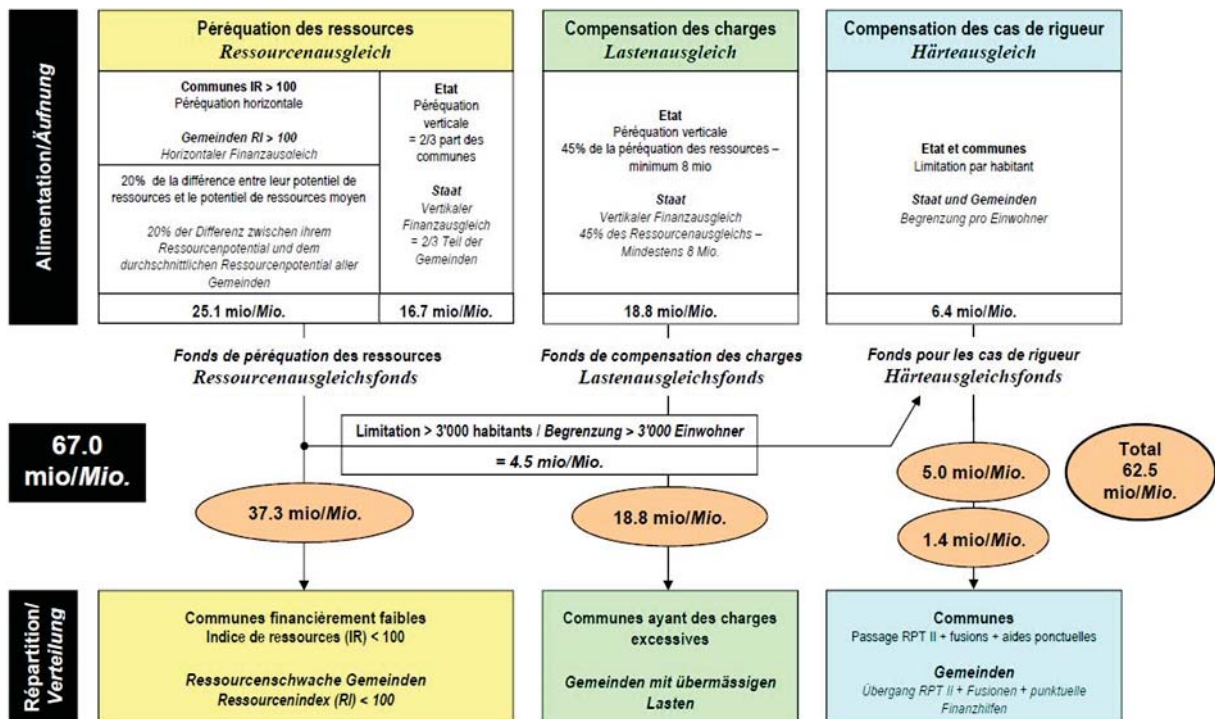 Alimentation/Äufnung
Péréquation des ressources
Ressourcenausgleich
Communes IR > 100
Péréquation horizontale
Gemeinden RI > 100
Horizontaler Finanzausgleich
20% de la différence entre leur potentiel de
ressources et le potentiel de ressources moyen
20% der Differenz zwischen ihrem
Ressourcenpotential und dem
durchschnittlichen Ressourcenpotential aller
Gemeinden
25.1 mio/Mio.
Etat
Péréquation
verticale
= 2/3 part des
communes
Staat
Vertikaler
Finanzausgleich
= 2/3 Teil der
Gemeinden
16.7 mio/Mio.
Compensation des charges
Lastenausgleich
Etat
Péréquation verticale
45% de la péréquation des ressources –
minimum 8 mio
Staat
Vertikaler Finanzausgleich
45% des Ressourcenausgleichs –
Mindestens 8 Mio.
18.8 mio/Mio.
Compensation des cas de rigueur
Härteausgleich
Etat et communes
Limitation par habitant
Staat und Gemeinden
Begrenzung pro Einwohner
6.4 mio/Mio.
Fonds de péréquation des ressources
Ressourcenausgleichsfonds
Fonds de compensation des charges
Lastenausgleichsfonds
Fonds pour les cas de rigueur
Härteausgleichsfonds
67.0
mio/Mio.
Limitation > 3'000 habitants / Begrenzung > 3'000 Einwohner
= 4.5 mio/Mio.
37.3 mio/Mio.
18.8 mio/Mio.
5.0 mio/Mio.
1.4 mio/Mio.
Total
62.5
mio/Mio.
Répartition/
Verteilung
Communes financièrement faibles
Indice de ressources (IR) < 100
Ressourcenschwache Gemeinden
Ressourcenindex (RI) < 100
Communes ayant des charges
excessives
Gemeinden mit übermässigen
Lasten
Communes
Passage RPT II + fusions + aides ponctuelles
Gemeinden
Übergang RPT II + Fusionen + punktuelle
Finanzhilfen